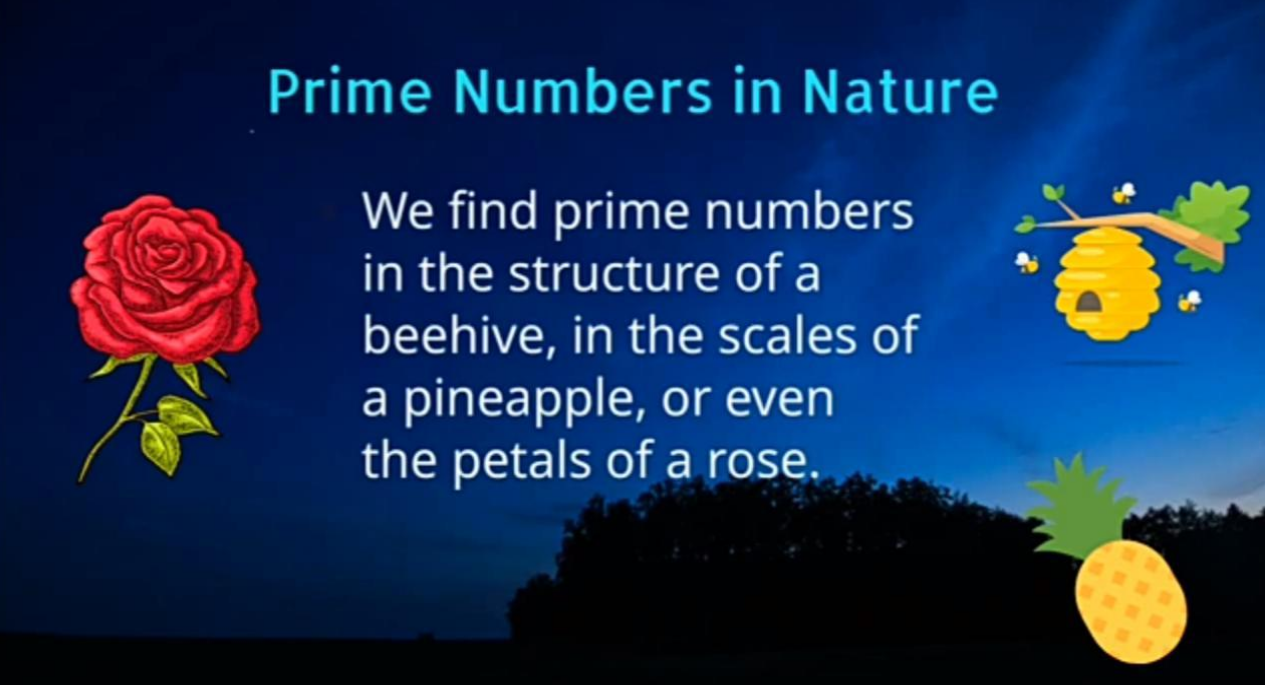 Prime Numbers in Nature
We find prime numbers
in the structure of a
beehive, in the scales of
a pineapple, or even
the petals of a rose.